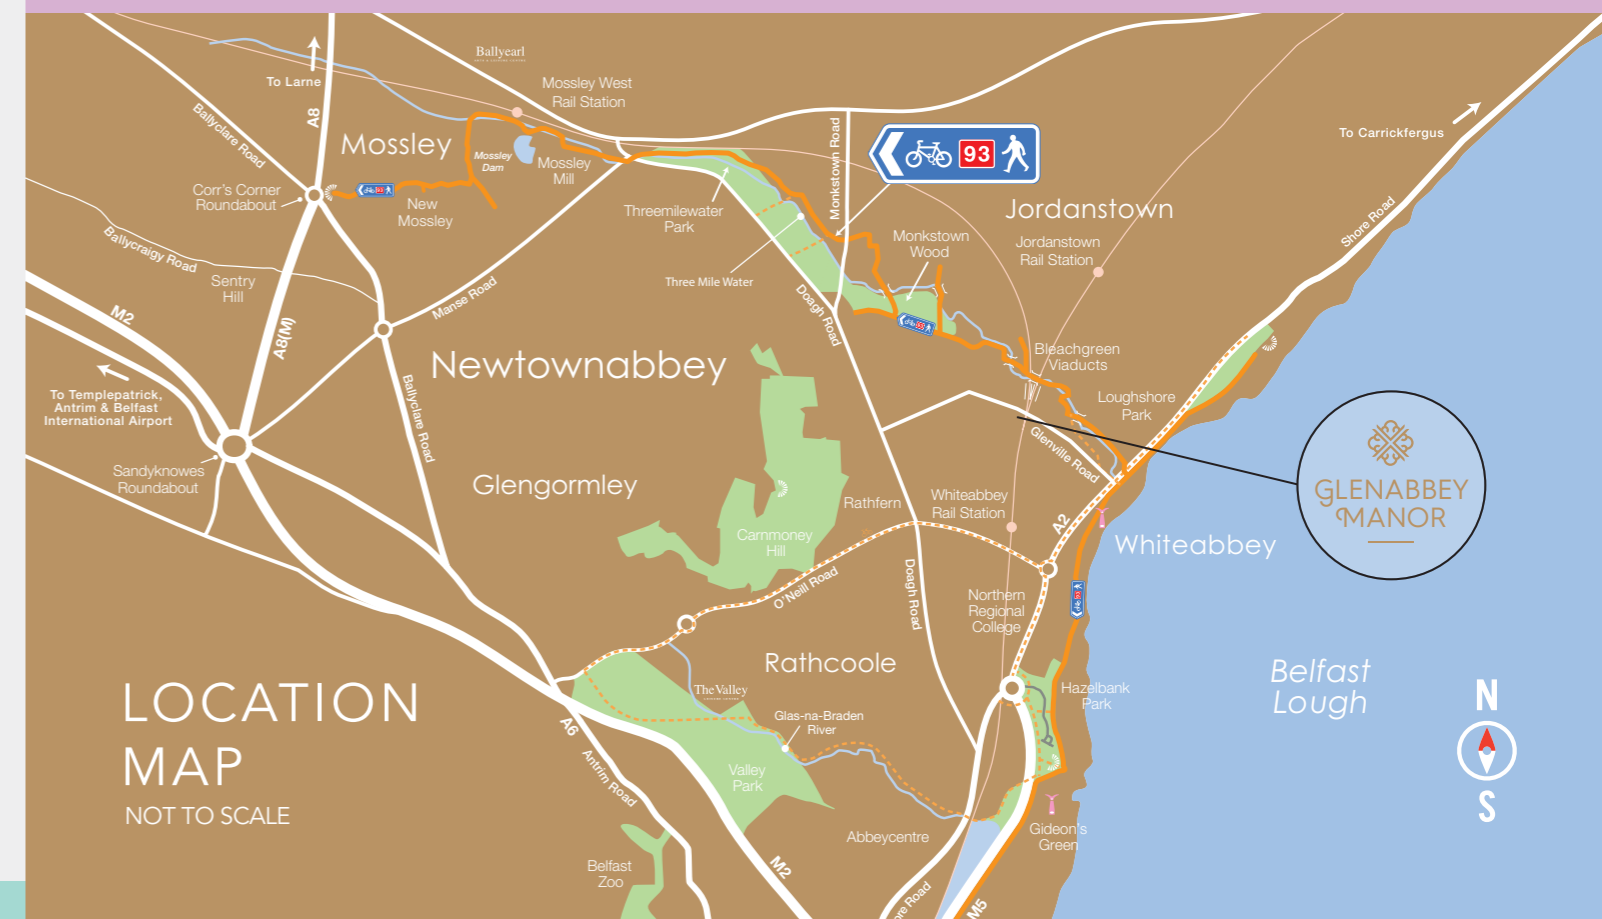 Ballyearl
To Larne
Mossley West
Rail Station
A8
Ballyclare Road
Mossley
Mossley
Dam
Mossley
Mill
Monkstown Road
93
To Carrickfergus
Corr's Corner
Roundabout
New
Mossley
Threemilewater
Park
Jordanstown
Shore Road
Ballycraigy Road
Monkstown
Wood
Jordanstown
Rail Station
Sentry
Hill
Three Mile Water
Manse Road
Doagh Road
M2
A8(M)
93
Newtownabbey
Bleachgreen
Viaducts
To Templepatrick,
Antrim & Belfast
International Airport
Ballyclare Road
Loughshore
Park
Glenville Road
Sandyknowes
Roundabout
Glengormley
Rathfern
Whiteabbey
Rail Station
GLENABBEY
MANOR
A2
Carnmoney
Hill
Whiteabbey
O'Neill Road
Doagh Road
Northern
Regional
College
Rathcoole
Belfast
Lough
LOCATION
MAP
NOT TO SCALE
The Valley
Hazelbank
Park
N
S
Glas-na-Braden
River
A6
Antrim Road
Valley
Park
Abbeycentre
Gideon's
Green
Belfast
Zoo
M2
ore Road
M5